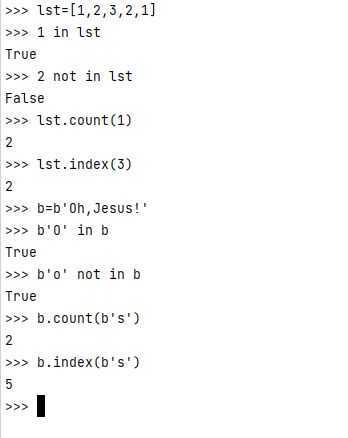 >>> lst=[1,2,3,2,1]
>>> 1 in lst
True
>>> 2 not in lst
False
>>> lst.count(1)
2
>>> lst.index(3)
2
>>> b=b'Oh,Jesus!'
>>> b'O' in b
True
>>> b'o' not in b
True
>>> b.count(b's')
2
>>> b.index(b's')
5
>>>